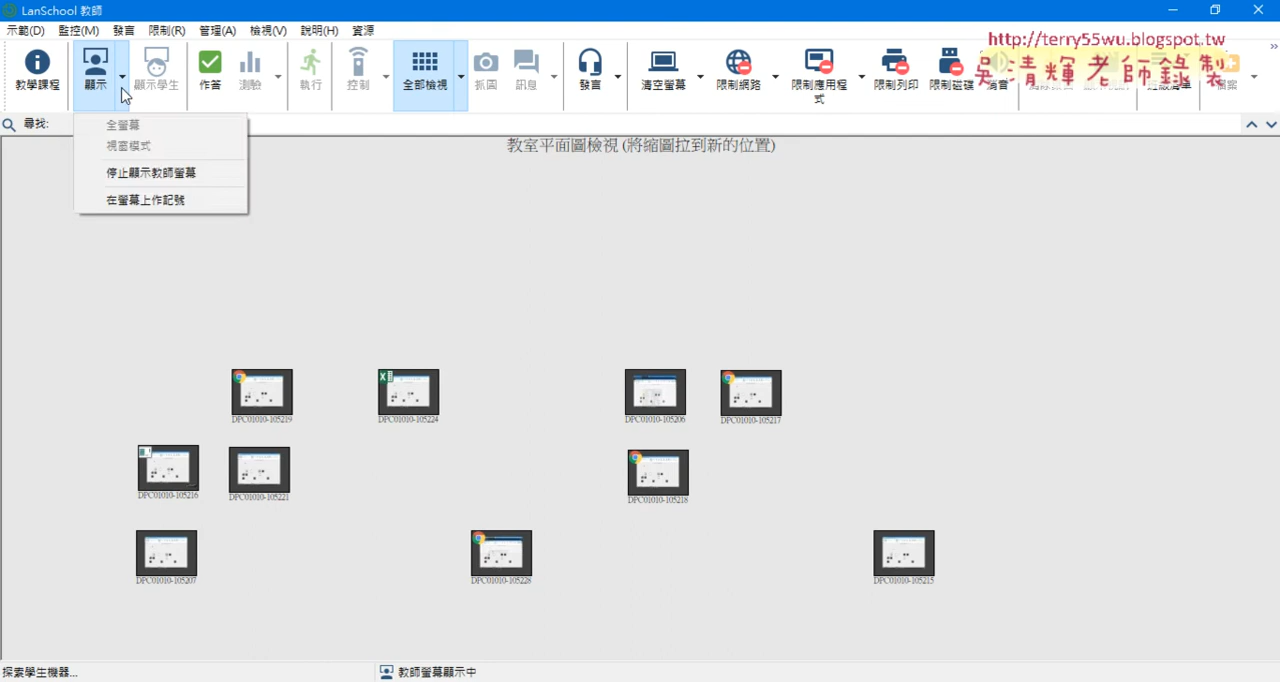 LanSchool 教師
示範(D) 監控(M) 發言 限制(R) 管理(A) 檢視(V) 說明(H) 資源
http://terry55wu.blogspot.tw
吳清輝老師錄製
教學課程 顯示 顯示學生 作答 測驗 執行 控制 全部檢視 抓圖 訊息 發言 清空螢幕 限制網路 限制應用程式 限制列印 限制磁碟 消音
尋找:
全螢幕
視窗模式
停止顯示教師螢幕
在螢幕上作記號
教室平面圖檢視 (將縮圖拉到新的位置)
DPC01010-105219 DPC01010-105224 DPC01010-105206 DPC01010-105217
DPC01010-105216 DPC01010-105221 DPC01010-105218
DPC01010-105207 DPC01010-105228 DPC01010-105215
探索學生機器...
教師螢幕顯示中